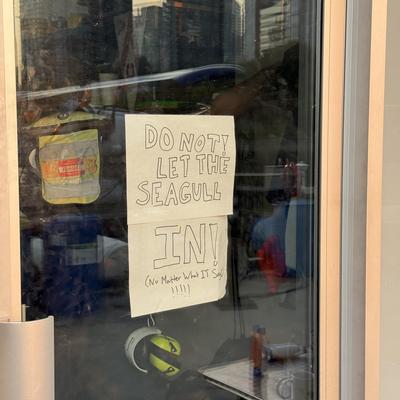 DO NOT!
LET THE
SEAGULL
IN!
(No Matter What IT Says)
!!!!!